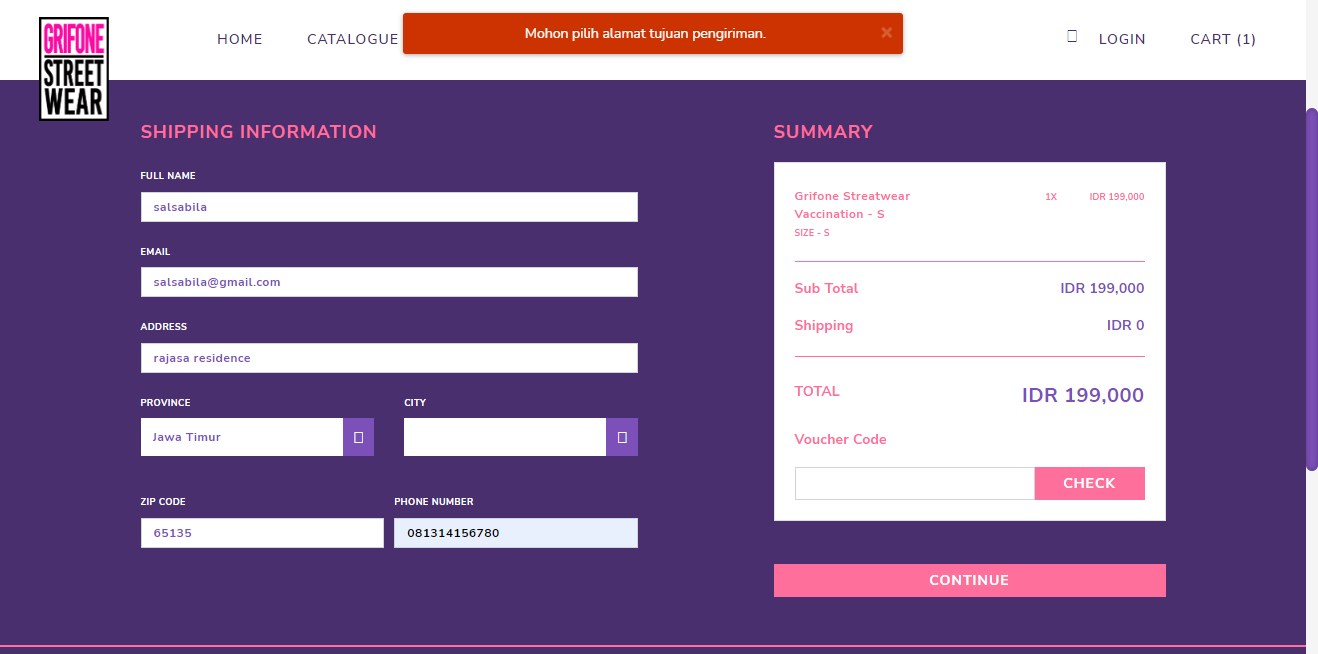 GRIFONE
STREET
WEAR
HOME
CATALOGUE
Mohon pilih alamat tujuan pengiriman.
×
LOGIN
CART (1)
SHIPPING INFORMATION
FULL NAME
salsabila
EMAIL
salsabila@gmail.com
ADDRESS
rajasa residence
PROVINCE
CITY
Jawa Timur
ZIP CODE
PHONE NUMBER
65135
081314156780
SUMMARY
Grifone Streatwear
1X
IDR 199,000
Vaccination - S
SIZE - S
Sub Total
IDR 199,000
Shipping
IDR 0
TOTAL
IDR 199,000
Voucher Code
CHECK
CONTINUE